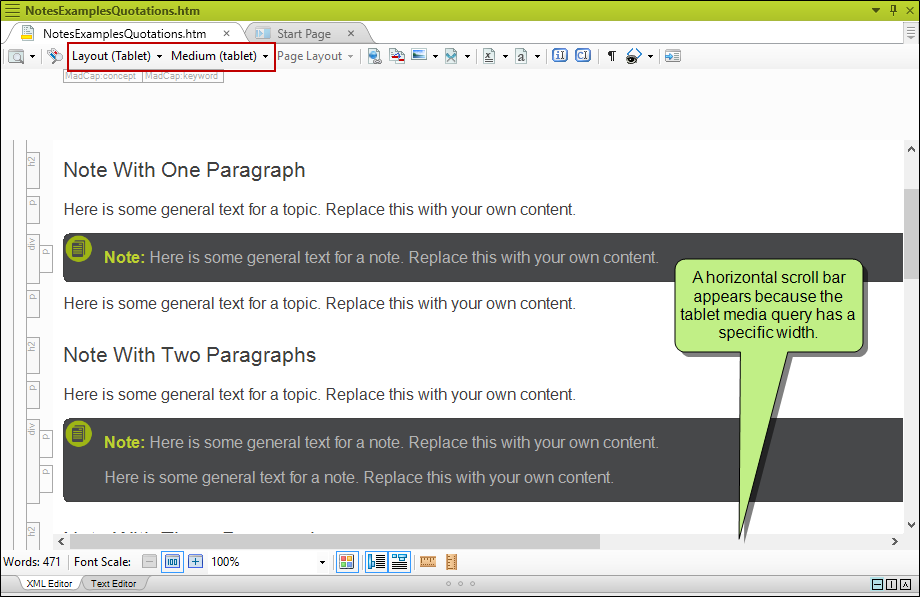 NotesExamplesQuotations.htm
NotesExamplesQuotations.htm Start Page
Layout (Tablet) Medium (tablet) Page Layout
MadCap:concept MadCap:keyword
h2
Note With One Paragraph
p
Here is some general text for a topic. Replace this with your own content.
div
p
Note: Here is some general text for a note. Replace this with your own content.
p
Here is some general text for a topic. Replace this with your own content.
A horizontal scroll bar
appears because the
tablet media query has a
specific width.
h2
Note With Two Paragraphs
p
Here is some general text for a topic. Replace this with your own content.
div
p
Note: Here is some general text for a note. Replace this with your own content.
p
Here is some general text for a note. Replace this with your own content.
h2
Words: 471 Font Scale: 100%
XML Editor Text Editor